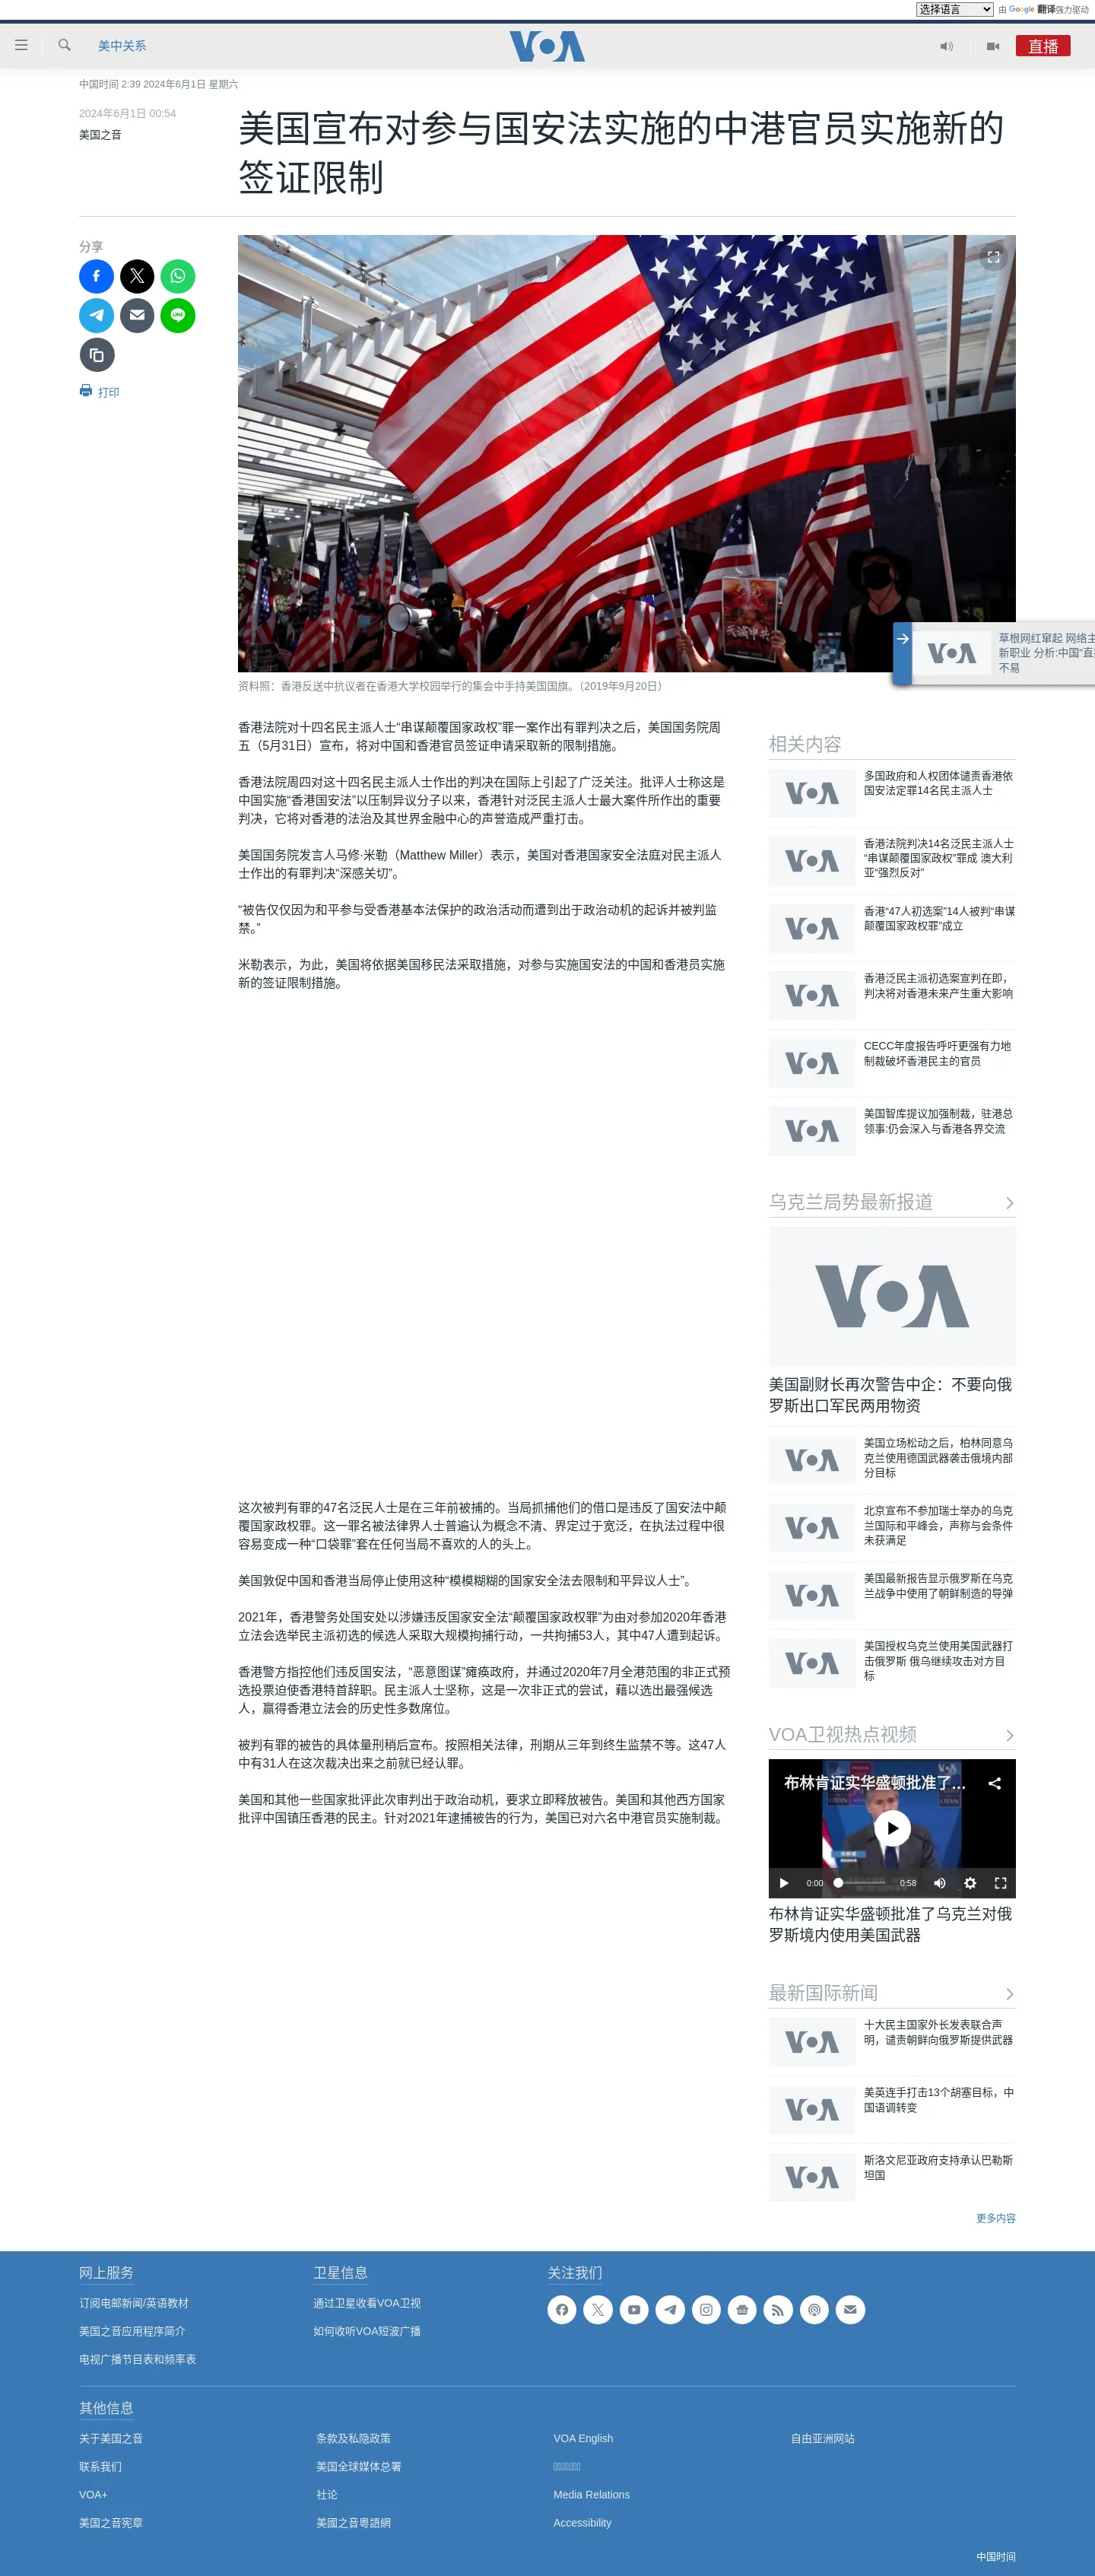 选择语言 由 Google 翻译强力驱动
美中关系
VOA
直播
中国时间 2:39 2024年6月1日 星期六
2024年6月1日 00:54
美国之音
美国宣布对参与国安法实施的中港官员实施新的
签证限制
分享
打印
天滅中共
草根网红窜起 网络主
新职业 分析:中国“直播
不易
资料照：香港反送中抗议者在香港大学校园举行的集会中手持美国国旗。（2019年9月20日）
香港法院对十四名民主派人士“串谋颠覆国家政权”罪一案作出有罪判决之后，美国国务院周
五（5月31日）宣布，将对中国和香港官员签证申请采取新的限制措施。
香港法院周四对这十四名民主派人士作出的判决在国际上引起了广泛关注。批评人士称这是
中国实施“香港国安法”以压制异议分子以来，香港针对泛民主派人士最大案件所作出的重要
判决，它将对香港的法治及其世界金融中心的声誉造成严重打击。
美国国务院发言人马修·米勒（Matthew Miller）表示，美国对香港国家安全法庭对民主派人
士作出的有罪判决“深感关切”。
“被告仅仅因为和平参与受香港基本法保护的政治活动而遭到出于政治动机的起诉并被判监
禁。”
米勒表示，为此，美国将依据美国移民法采取措施，对参与实施国安法的中国和香港员实施
新的签证限制措施。
这次被判有罪的47名泛民人士是在三年前被捕的。当局抓捕他们的借口是违反了国安法中颠
覆国家政权罪。这一罪名被法律界人士普遍认为概念不清、界定过于宽泛，在执法过程中很
容易变成一种“口袋罪”套在任何当局不喜欢的人的头上。
美国敦促中国和香港当局停止使用这种“模模糊糊的国家安全法去限制和平异议人士”。
2021年，香港警务处国安处以涉嫌违反国家安全法“颠覆国家政权罪”为由对参加2020年香港
立法会选举民主派初选的候选人采取大规模拘捕行动，一共拘捕53人，其中47人遭到起诉。
香港警方指控他们违反国安法，“恶意图谋”瘫痪政府，并通过2020年7月全港范围的非正式预
选投票迫使香港特首辞职。民主派人士坚称，这是一次非正式的尝试，藉以选出最强候选
人，赢得香港立法会的历史性多数席位。
被判有罪的被告的具体量刑稍后宣布。按照相关法律，刑期从三年到终生监禁不等。这47人
中有31人在这次裁决出来之前就已经认罪。
美国和其他一些国家批评此次审判出于政治动机，要求立即释放被告。美国和其他西方国家
批评中国镇压香港的民主。针对2021年逮捕被告的行为，美国已对六名中港官员实施制裁。
相关内容
VOA 多国政府和人权团体谴责香港依
国安法定罪14名民主派人士
VOA 香港法院判决14名泛民主派人士
“串谋颠覆国家政权”罪成 澳大利
亚“强烈反对”
VOA 香港“47人初选案”14人被判“串谋
颠覆国家政权罪”成立
VOA 香港泛民主派初选案宣判在即，
判决将对香港未来产生重大影响
VOA CECC年度报告呼吁更强有力地
制裁破坏香港民主的官员
VOA 美国智库提议加强制裁，驻港总
领事:仍会深入与香港各界交流
乌克兰局势最新报道
VOA
美国副财长再次警告中企：不要向俄
罗斯出口军民两用物资
VOA 美国立场松动之后，柏林同意乌
克兰使用德国武器袭击俄境内部
分目标
VOA 北京宣布不参加瑞士举办的乌克
兰国际和平峰会，声称与会条件
未获满足
VOA 美国最新报告显示俄罗斯在乌克
兰战争中使用了朝鲜制造的导弹
VOA 美国授权乌克兰使用美国武器打
击俄罗斯 俄乌继续攻击对方目
标
VOA卫视热点视频
布林肯证实华盛顿批准了...
0:00 0:58
布林肯证实华盛顿批准了乌克兰对俄
罗斯境内使用美国武器
最新国际新闻
VOA 十大民主国家外长发表联合声
明，谴责朝鲜向俄罗斯提供武器
VOA 美英连手打击13个胡塞目标，中
国语调转变
VOA 斯洛文尼亚政府支持承认巴勒斯
坦国
更多内容
网上服务
订阅电邮新闻/英语教材
美国之音应用程序简介
电视广播节目表和频率表
卫星信息
通过卫星收看VOA卫视
如何收听VOA短波广播
关注我们
其他信息
关于美国之音
联系我们
VOA+
美国之音宪章
条款及私隐政策
美国全球媒体总署
社论
美國之音粵語網
VOA English
Media Relations
Accessibility
自由亚洲网站
中国时间